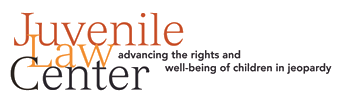 Juvenile
Law
advancing the rights and
Center
well-being of children in jeopardy